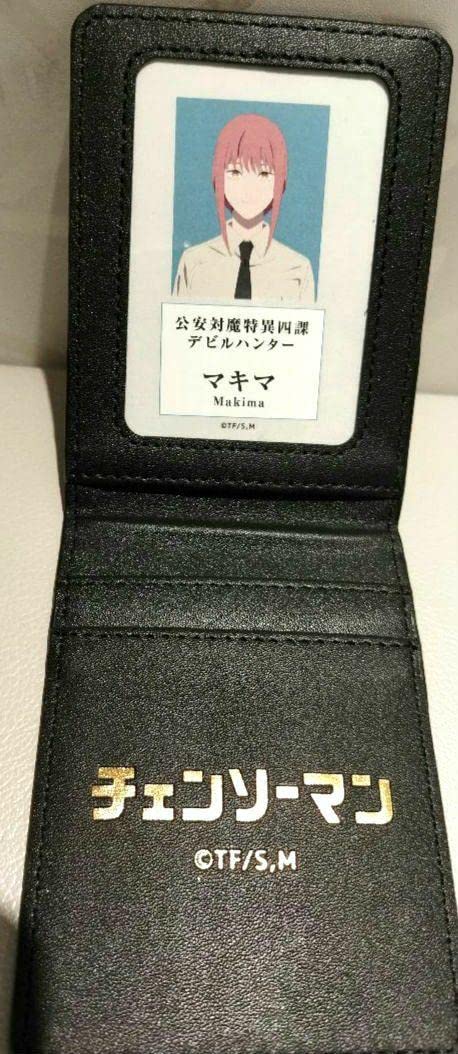 公安対魔特異四課
デビルハンター
マキマ
Makima
©TF/S,M
チェンソーマン
©TF/S,M